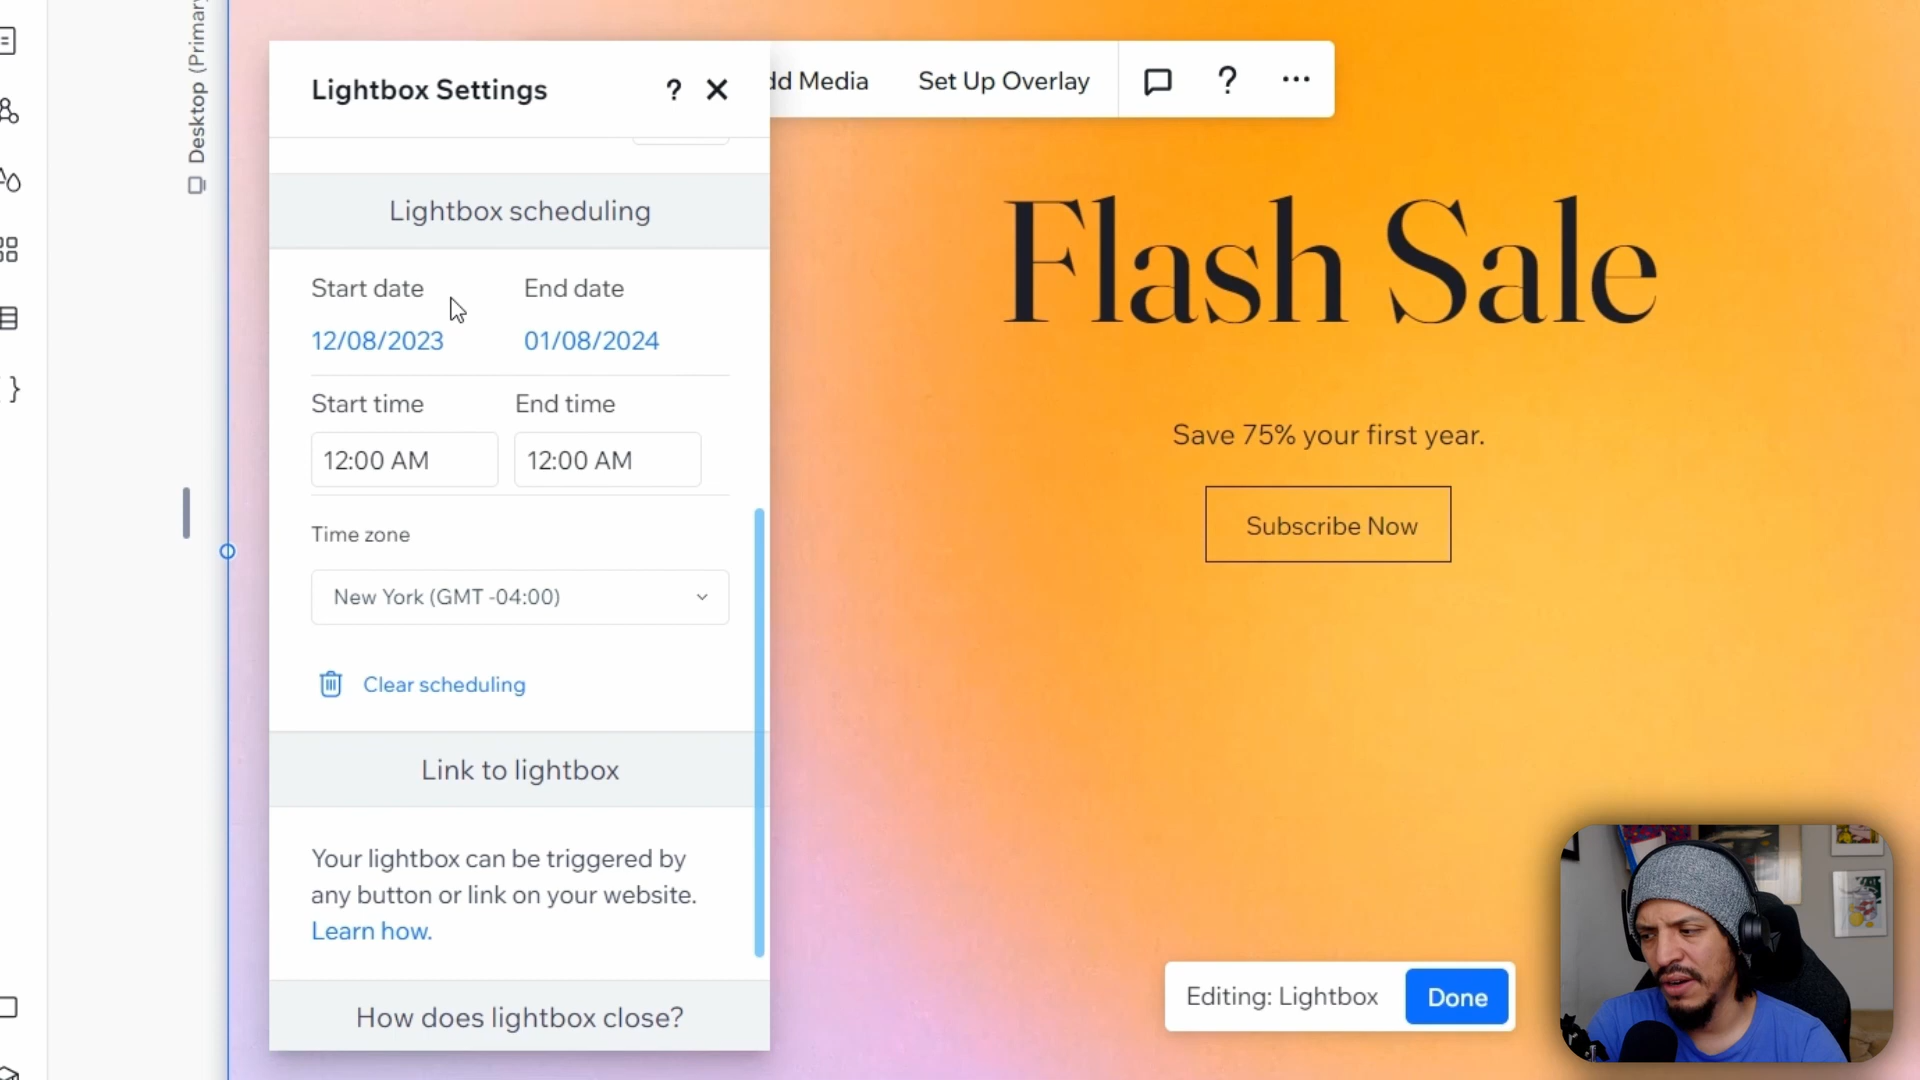 Desktop (Primary
Lightbox Settings
?
dd Media
Set Up Overlay
?
Lightbox scheduling
Start date
End date
12/08/2023
01/08/2024
Start time
End time
12:00 AM
12:00 AM
Time zone
New York (GMT -04:00)
Clear scheduling
Link to lightbox
Your lightbox can be triggered by
any button or link on your website.
Learn how.
How does lightbox close?
Flash Sale
Save 75% your first year.
Subscribe Now
Editing: Lightbox
Done